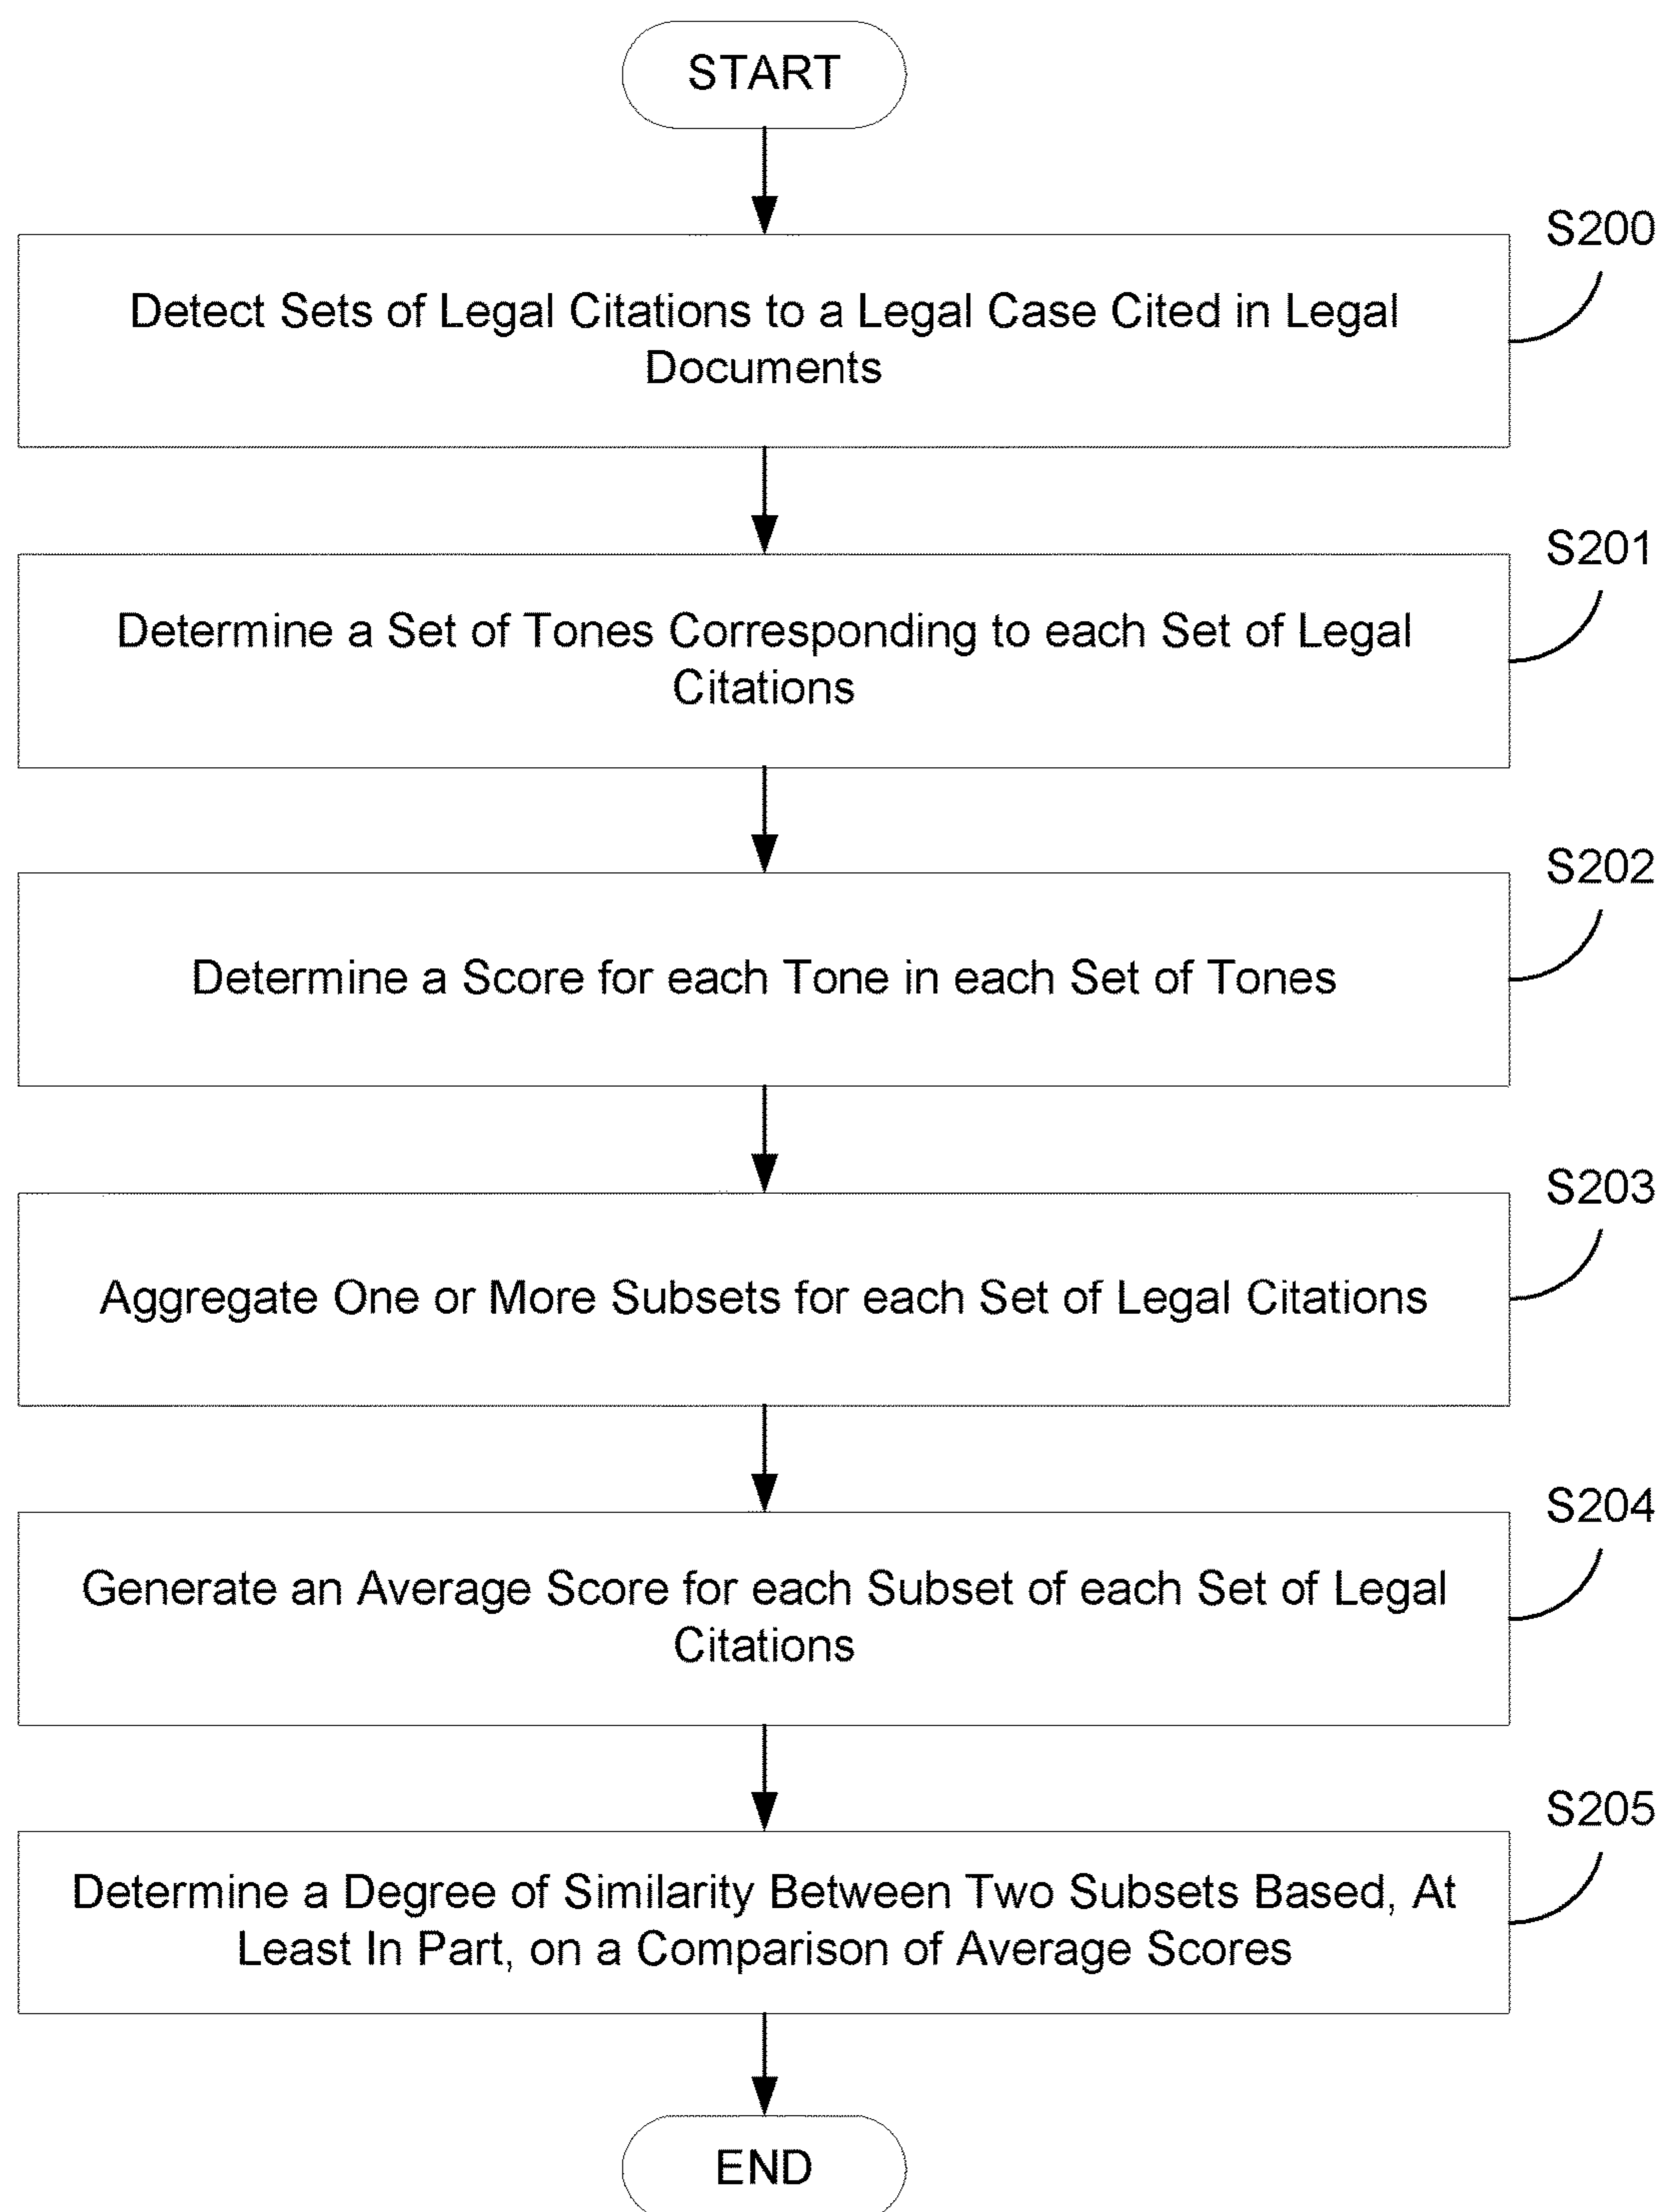 START
S200
Detect Sets of Legal Citations to a Legal Case Cited in Legal
Documents
S201
Determine a Set of Tones Corresponding to each Set of Legal
Citations
S202
Determine a Score for each Tone in each Set of Tones
S203
Aggregate One or More Subsets for each Set of Legal Citations
S204
Generate an Average Score for each Subset of each Set of Legal
Citations
S205
Determine a Degree of Similarity Between Two Subsets Based, At
Least In Part, on a Comparison of Average Scores
END